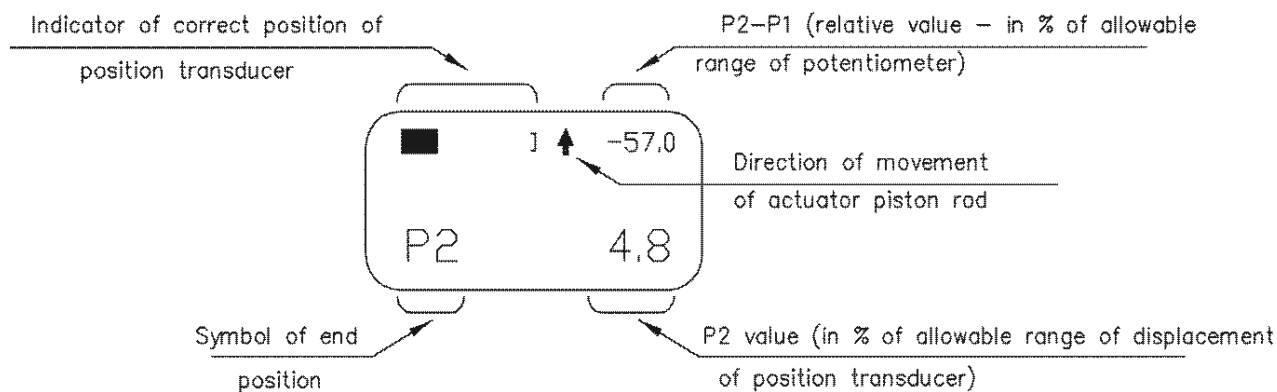 Indicator of correct position of
position transducer
P2-P1 (relative value – in % of allowable
range of potentiometer)
] -57.0
Direction of movement
of actuator piston rod
P2 4.8
Symbol of end
position
P2 value (in % of allowable range of displacement
of position transducer)